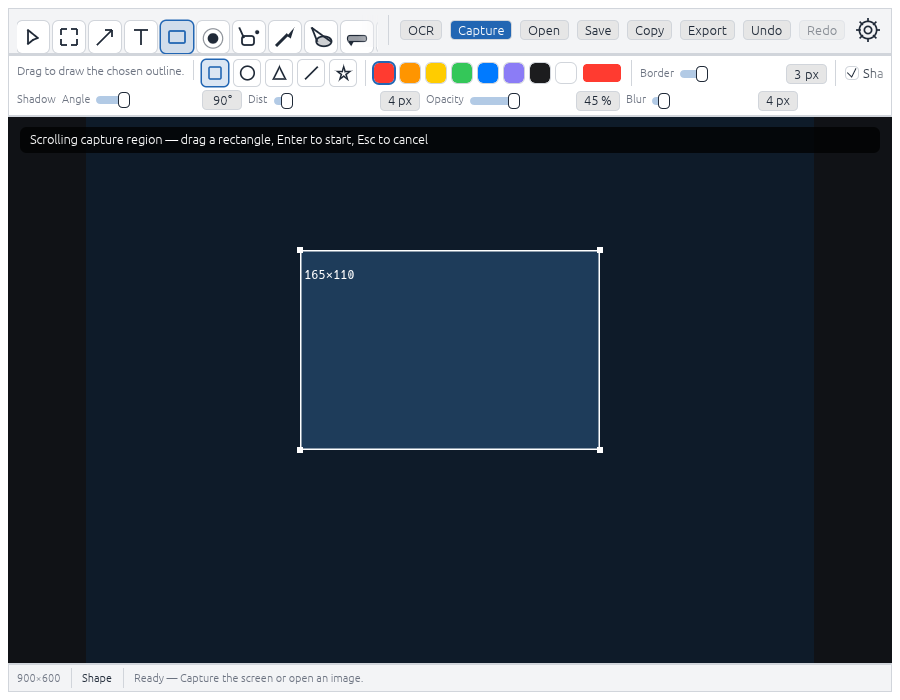 OCR Capture Open Save Copy Export Undo Redo
Drag to draw the chosen outline. Border 3 px Sha
Shadow Angle 90° Dist 4 px Opacity 45 % Blur 4 px
Scrolling capture region — drag a rectangle, Enter to start, Esc to cancel
165×110
900×600 Shape Ready — Capture the screen or open an image.